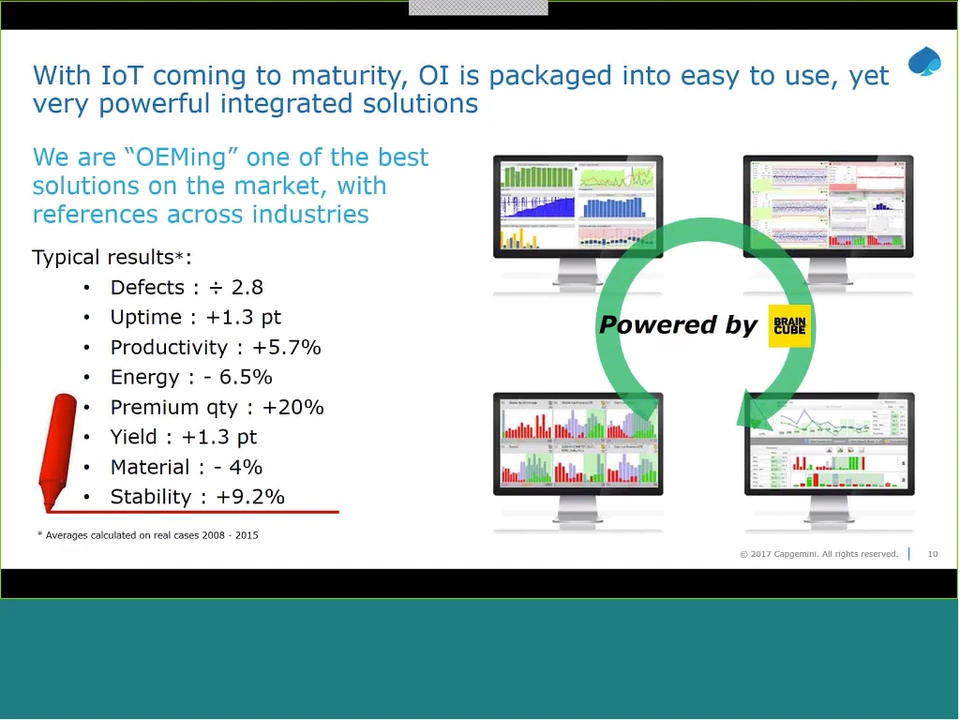 With IoT coming to maturity, OI is packaged into easy to use, yet
very powerful integrated solutions
We are “OEMing” one of the best
solutions on the market, with
references across industries
Typical results*:
• Defects : ÷ 2.8
• Uptime : +1.3 pt
• Productivity : +5.7%
• Energy : - 6.5%
• Premium qty : +20%
• Yield : +1.3 pt
• Material : - 4%
• Stability : +9.2%
* Averages calculated on real cases 2008 - 2015
Powered by
BRAIN
CUBE
© 2017 Capgemini. All rights reserved.
10